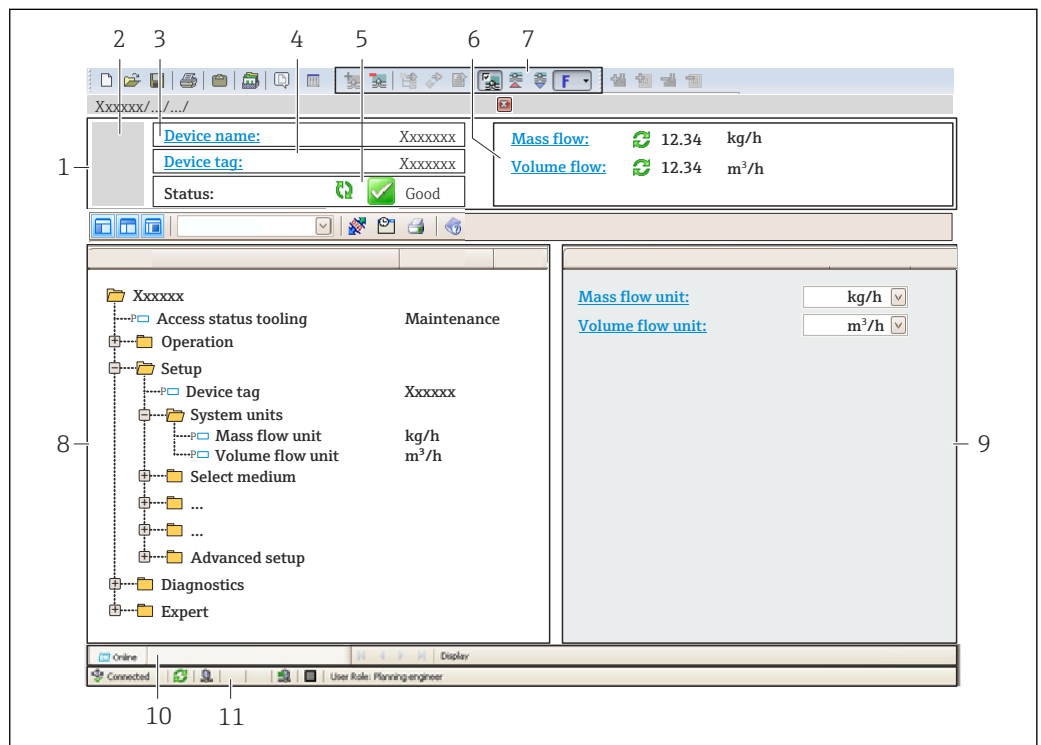 2 3 4 5 6 7
F
Xxxxxx/.../.../
1
Device name: Xxxxxxx
Device tag: Xxxxxxx
Status: Good
Mass flow: 12.34 kg/h
Volume flow: 12.34 m³/h
Xxxxxx
P Access status tooling Maintenance
Operation
Setup
P Device tag Xxxxxx
System units
P Mass flow unit kg/h
P Volume flow unit m³/h
Select medium
...
...
Advanced setup
Diagnostics
Expert
Mass flow unit: kg/h
Volume flow unit: m³/h
8
9
Online Display
Connected User Role: Planning engineer
10 11